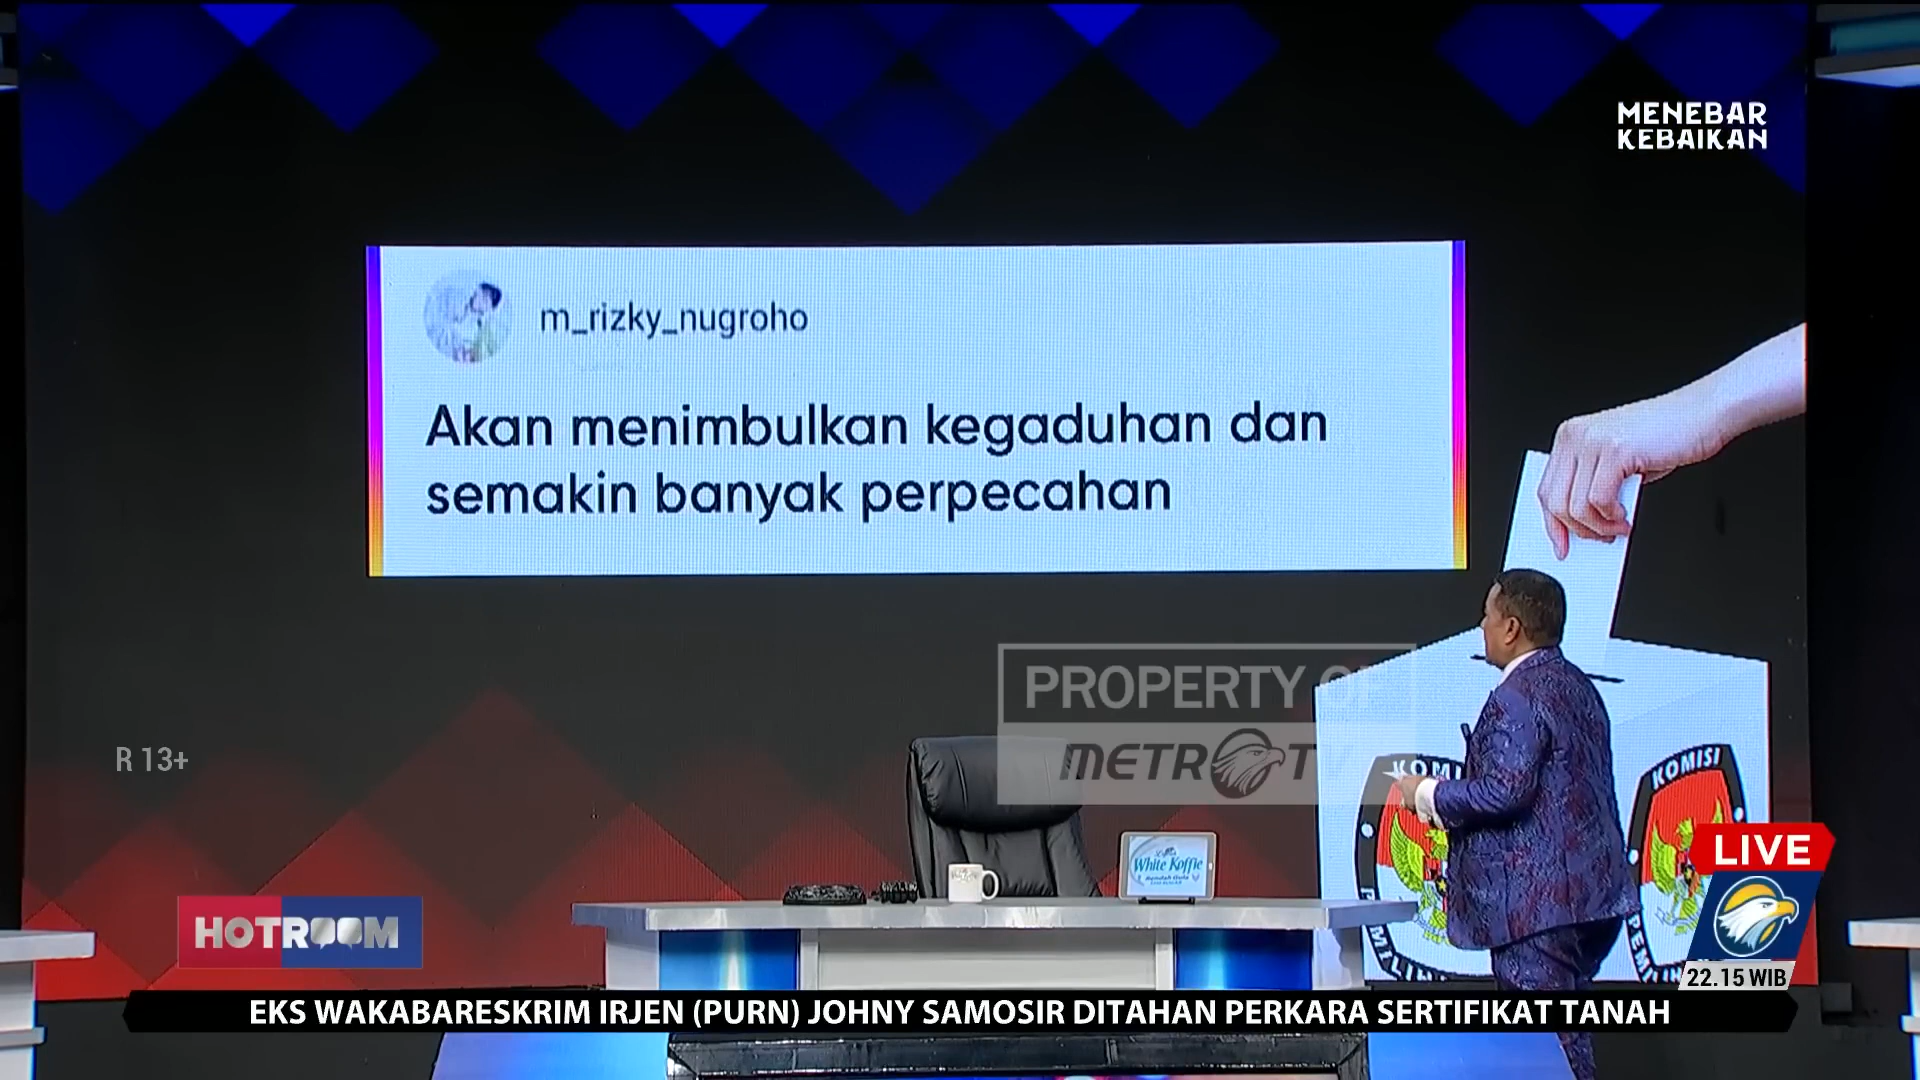 MENEBAR
KEBAIKAN
m_rizky_nugroho
Akan menimbulkan kegaduhan dan
semakin banyak perpecahan
PROPERTY OF
METRO TV
R 13+
KOMI
KOMISI
White Koffie
HOTROOM
LIVE
22.15 WIB
EKS WAKABARESKRIM IRJEN (PURN) JOHNY SAMOSIR DITAHAN PERKARA SERTIFIKAT TANAH